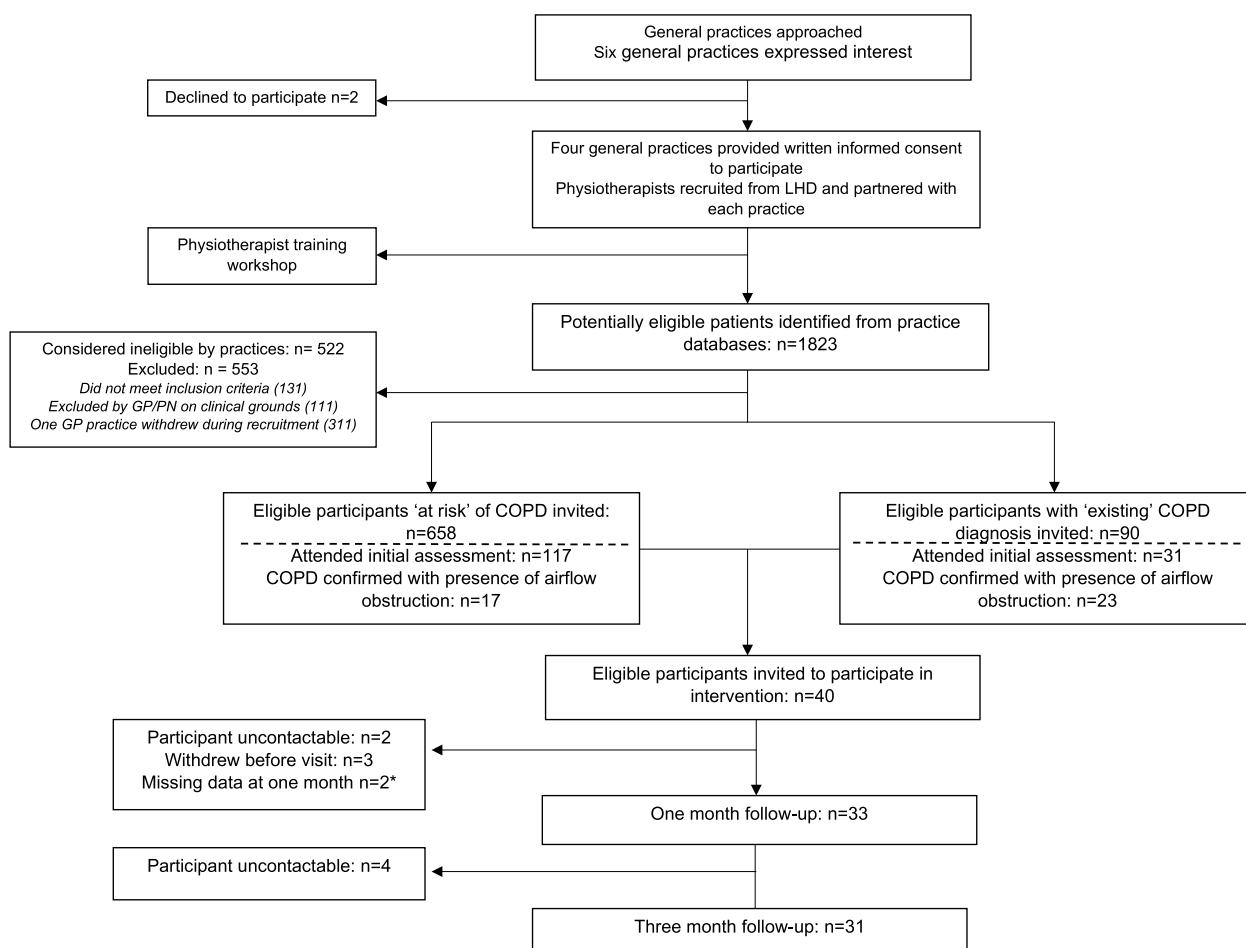 General practices approached
Six general practices expressed interest
Declined to participate n=2
Four general practices provided written informed consent
to participate
Physiotherapists recruited from LHD and partnered with
each practice
Physiotherapist training
workshop
Potentially eligible patients identified from practice
databases: n=1823
Considered ineligible by practices: n= 522
Excluded: n = 553
Did not meet inclusion criteria (131)
Excluded by GP/PN on clinical grounds (111)
One GP practice withdrew during recruitment (311)
Eligible participants ‘at risk’ of COPD invited:
n=658
Attended initial assessment: n=117
COPD confirmed with presence of airflow
obstruction: n=17
Eligible participants with ‘existing’ COPD
diagnosis invited: n=90
Attended initial assessment: n=31
COPD confirmed with presence of airflow
obstruction: n=23
Eligible participants invited to participate in
intervention: n=40
Participant uncontactable: n=2
Withdrew before visit: n=3
Missing data at one month n=2*
One month follow-up: n=33
Participant uncontactable: n=4
Three month follow-up: n=31